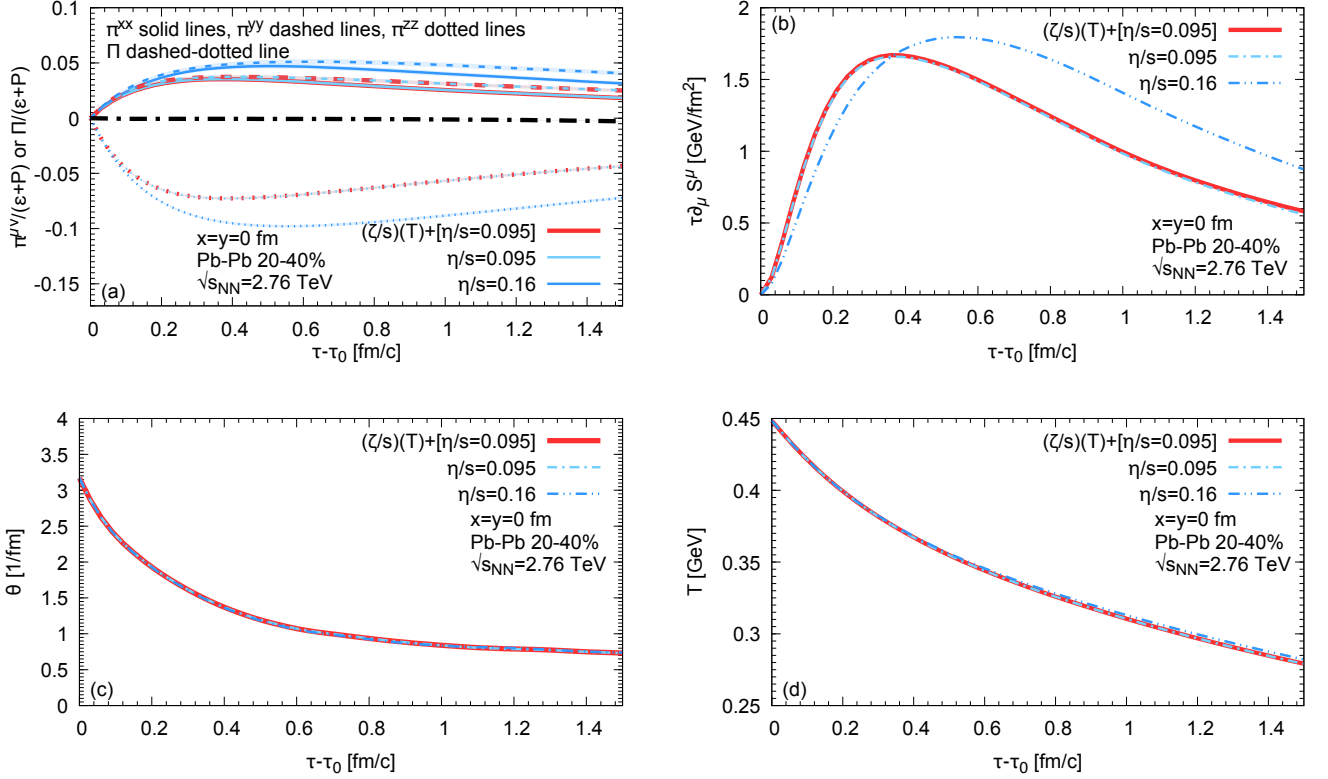 π^xx solid lines, π^yy dashed lines, π^zz dotted lines
Π dashed-dotted line
0.1
0.05
0
-0.05
-0.1
-0.15
π^μν/(ε+P) or Π/(ε+P)
(ζ/s)(T)+[η/s=0.095]
η/s=0.095
η/s=0.16
x=y=0 fm
Pb-Pb 20-40%
√s_NN=2.76 TeV
(a)
0 0.2 0.4 0.6 0.8 1 1.2 1.4
τ-τ_0 [fm/c]
(b)
2
1.5
1
0.5
0
τ∂_μ S^μ [GeV/fm^2]
(ζ/s)(T)+[η/s=0.095]
η/s=0.095
η/s=0.16
x=y=0 fm
Pb-Pb 20-40%
√s_NN=2.76 TeV
0 0.2 0.4 0.6 0.8 1 1.2 1.4
τ-τ_0 [fm/c]
4
3.5
3
2.5
2
1.5
1
0.5
0
θ [1/fm]
(ζ/s)(T)+[η/s=0.095]
η/s=0.095
η/s=0.16
x=y=0 fm
Pb-Pb 20-40%
√s_NN=2.76 TeV
(c)
0 0.2 0.4 0.6 0.8 1 1.2 1.4
τ-τ_0 [fm/c]
0.45
0.4
0.35
0.3
0.25
T [GeV]
(ζ/s)(T)+[η/s=0.095]
η/s=0.095
η/s=0.16
x=y=0 fm
Pb-Pb 20-40%
√s_NN=2.76 TeV
(d)
0 0.2 0.4 0.6 0.8 1 1.2 1.4
τ-τ_0 [fm/c]